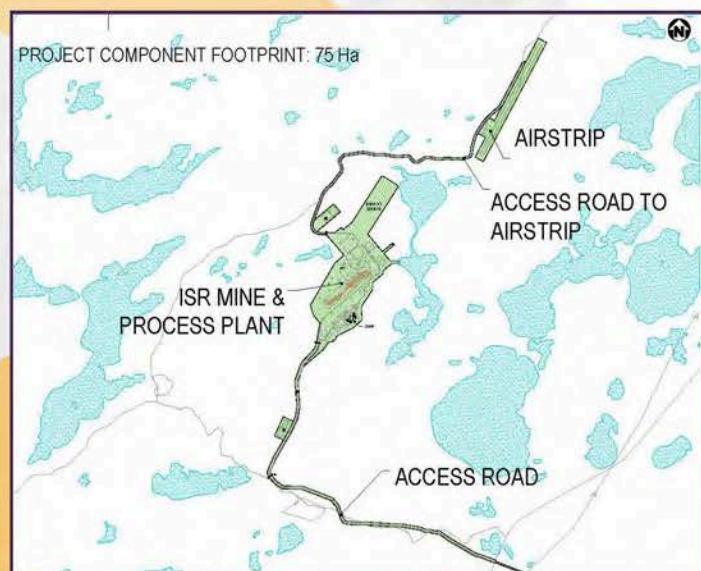 N
PROJECT COMPONENT FOOTPRINT: 75 Ha
AIRSTRIP
ACCESS ROAD TO
AIRSTRIP
ISR MINE &
PROCESS PLANT
ACCESS ROAD